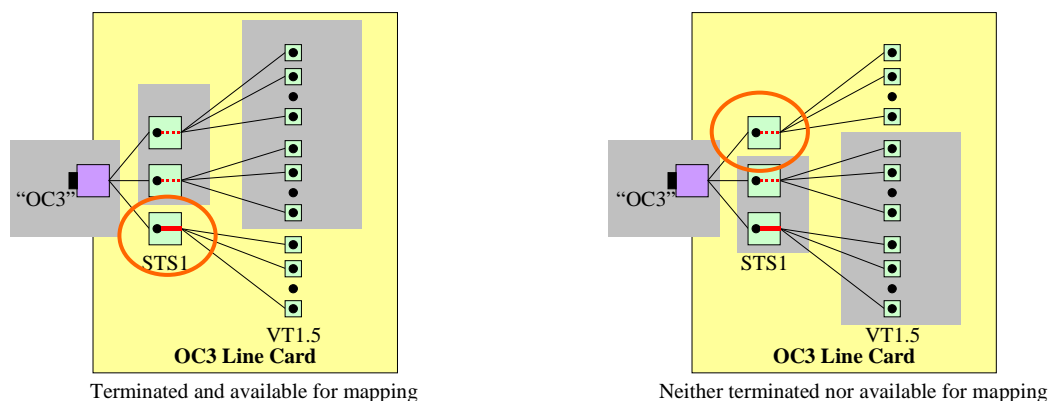 “OC3”
STS1
VT1.5
OC3 Line Card
Terminated and available for mapping
“OC3”
STS1
VT1.5
OC3 Line Card
Neither terminated nor available for mapping